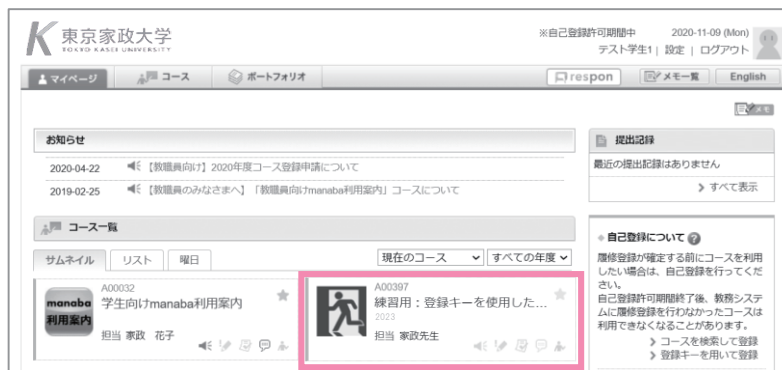 東京家政大学
TOKYO KASEI UNIVERSITY
※自己登録許可期間中 2020-11-09 (Mon)
テスト学生1 | 設定 | ログアウト
マイページ
コース
ポートフォリオ
respon
メモ一覧
English
メモ
お知らせ
2020-04-22 【教職員向け】2020年度コース登録申請について
2019-02-25 【教職員のみなさまへ】「教職員向けmanaba利用案内」コースについて
コース一覧
サムネイル
リスト
曜日
現在のコース
すべての年度
manaba
利用案内
A00032
学生向けmanaba利用案内
担当 家政 花子
A00397
練習用：登録キーを使用した...
2023
担当 家政先生
提出記録
最近の提出記録はありません
すべて表示
自己登録について ?
履修登録が確定する前にコースを利用
したい場合は、自己登録を行ってくだ
さい。
自己登録許可期間終了後、教務システ
ムに履修登録を行わなかったコースは
利用できなくなることがあります。
コースを検索して登録
登録キーを用いて登録